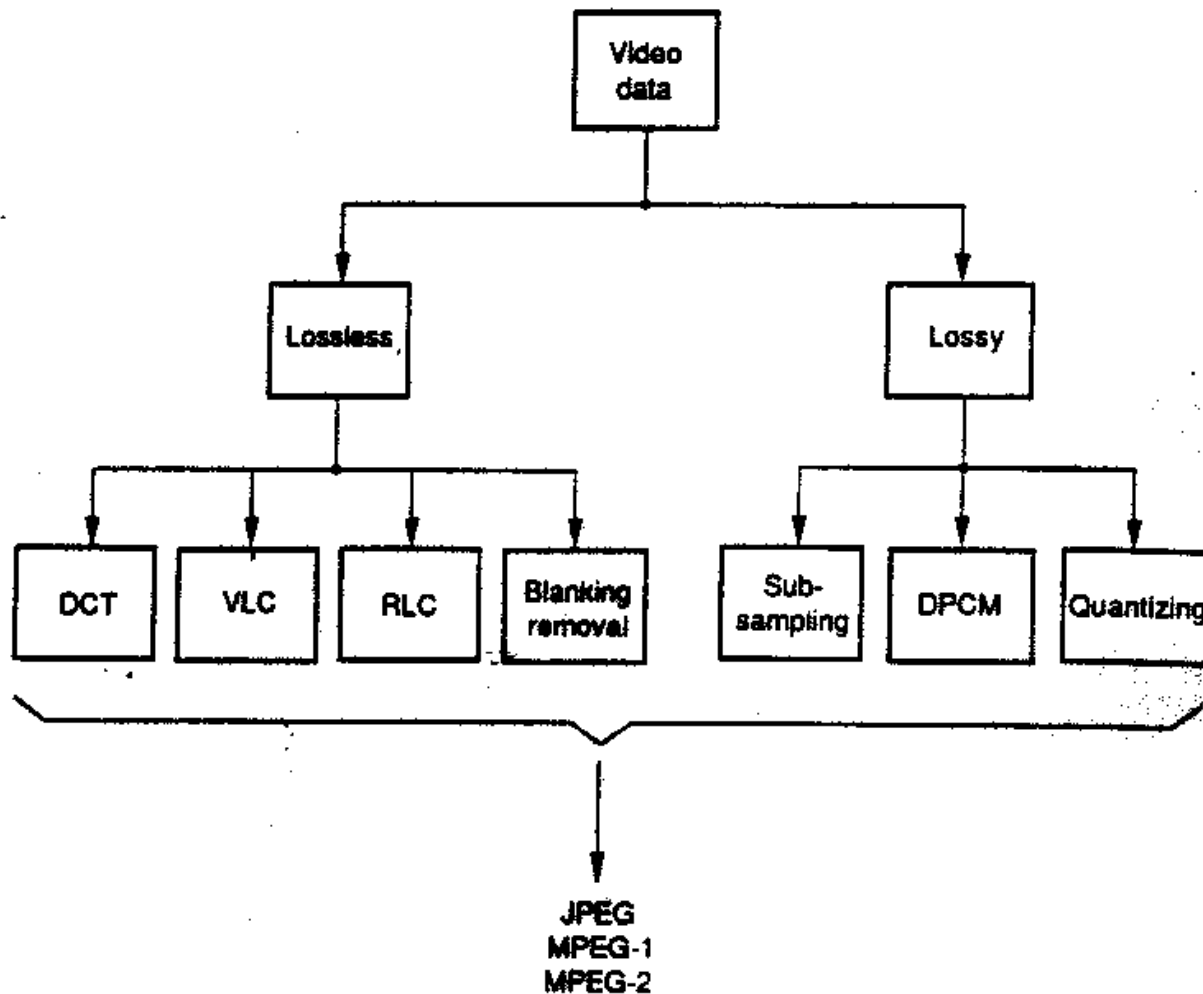 Video
data
Lossless
Lossy
DCT
VLC
RLC
Blanking
removal
Sub-
sampling
DPCM
Quantizing
JPEG
MPEG-1
MPEG-2